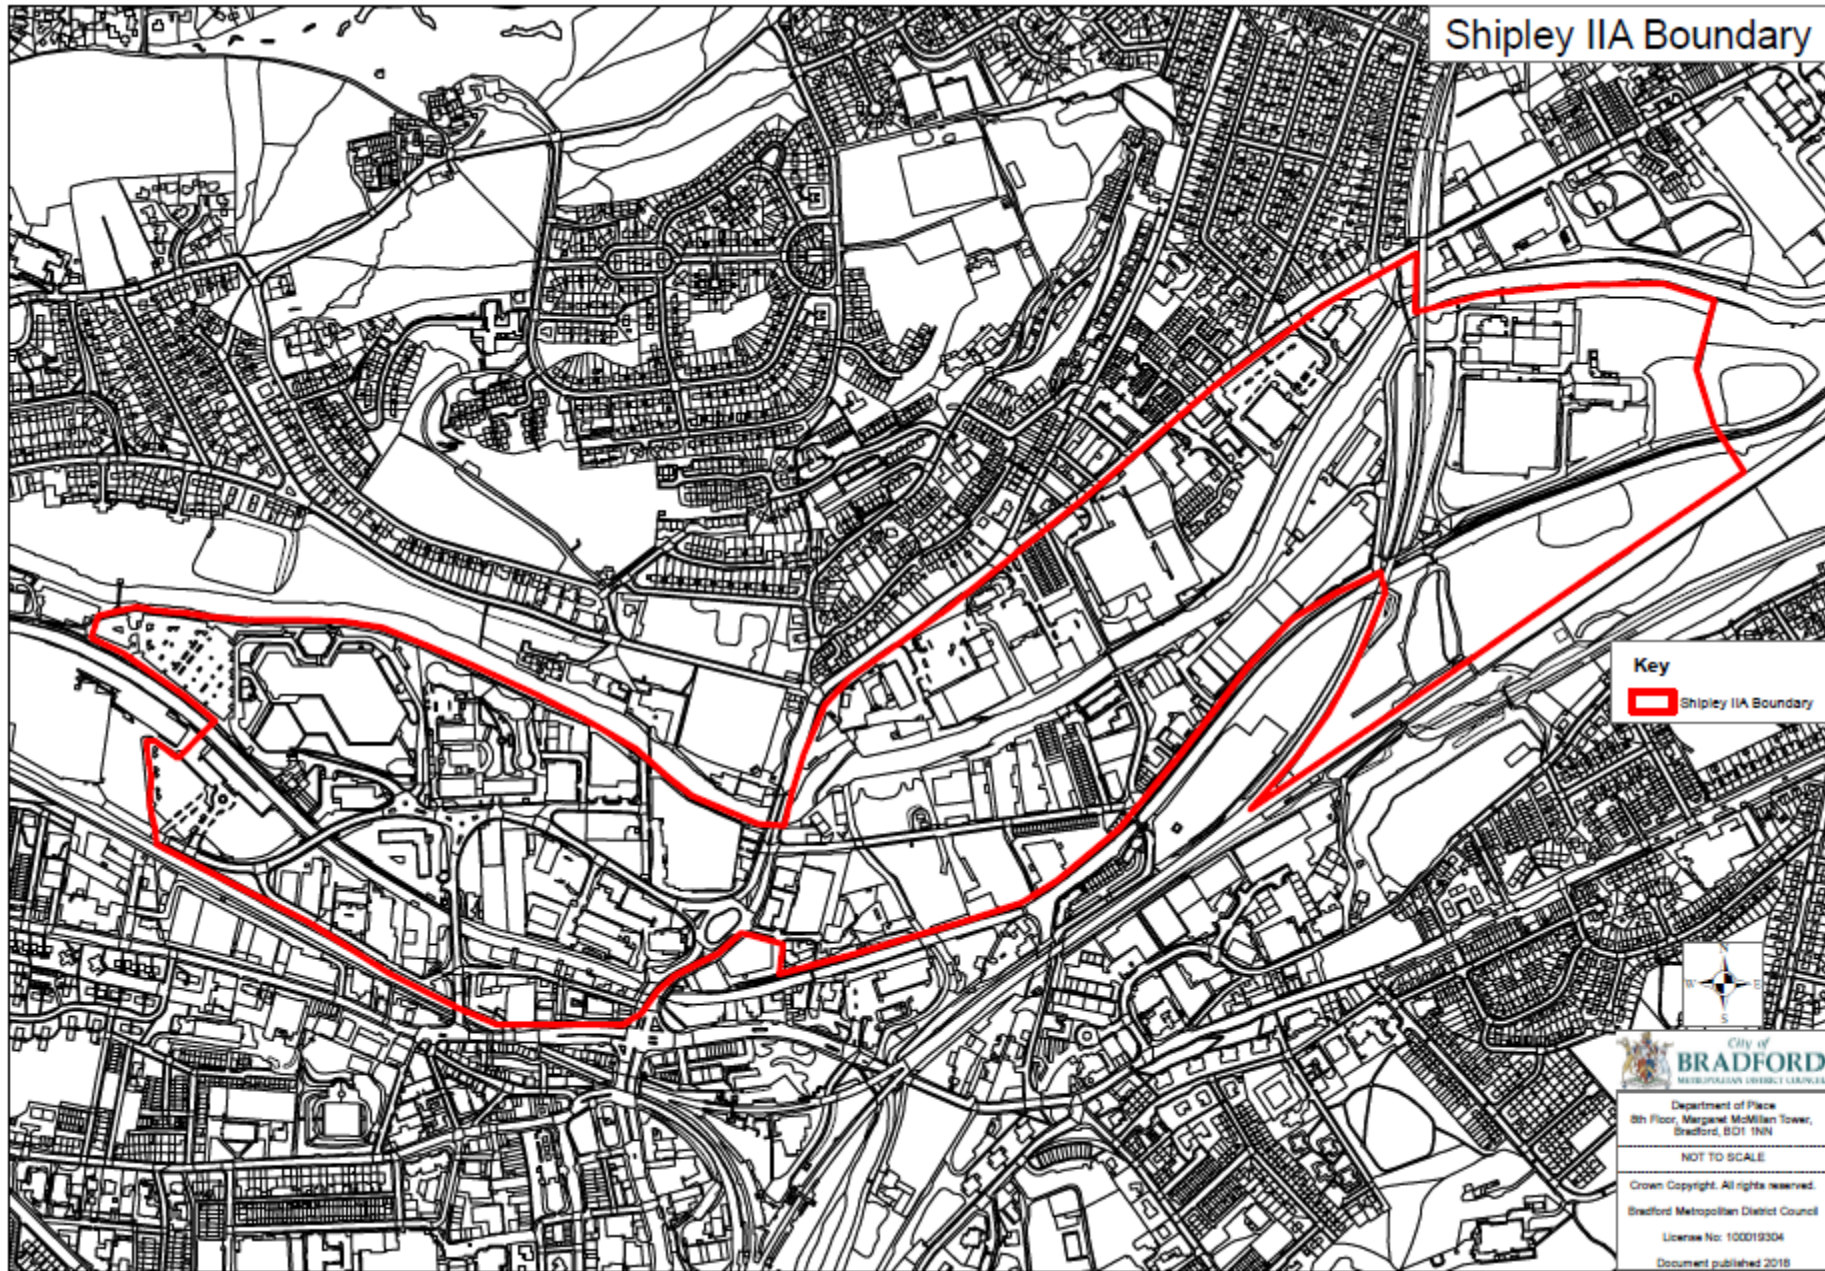 Shipley IIA Boundary
Key
Shipley IIA Boundary
N
W E
S
City of
BRADFORD
METROPOLITAN DISTRICT COUNCIL
Department of Place
8th Floor, Margaret McMillan Tower,
Bradford, BD1 1NN
NOT TO SCALE
Crown Copyright. All rights reserved.
Bradford Metropolitan District Council
License No: 100019304
Document published 2018